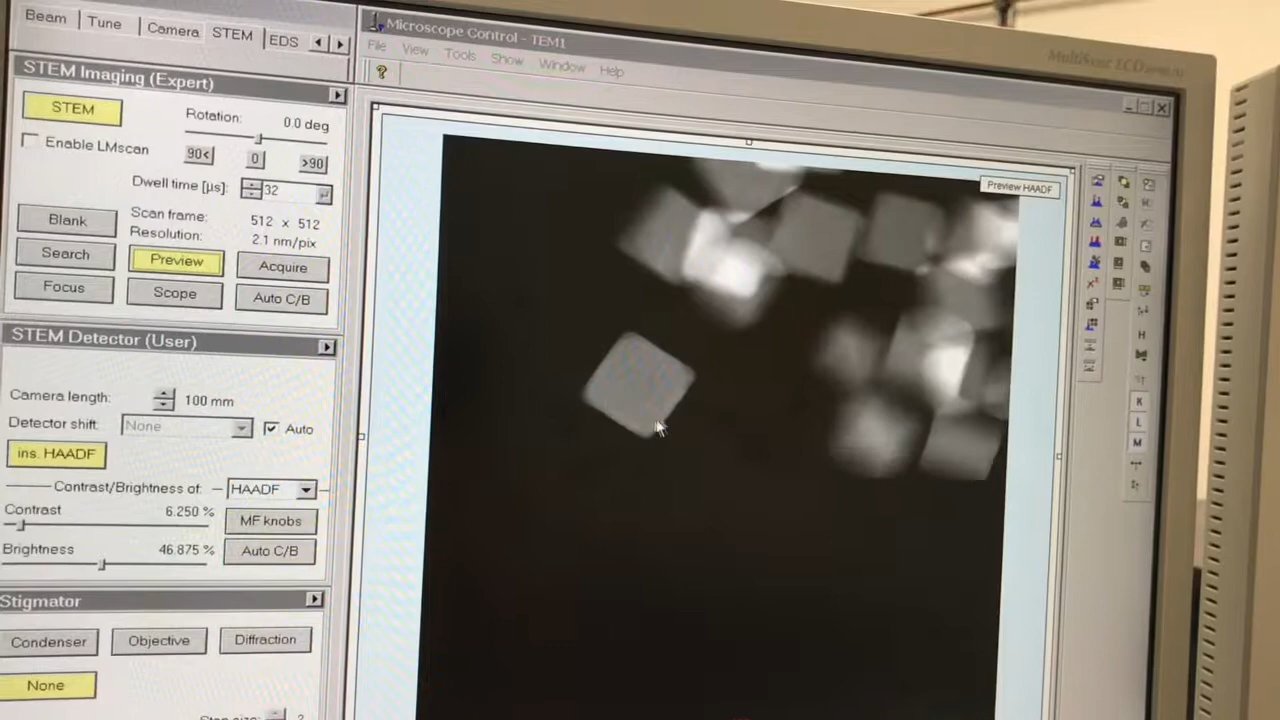 Beam Tune Camera STEM EDS
STEM Imaging (Expert)
STEM
Rotation: 0.0 deg
Enable LMscan
90< 0 >90
Dwell time [µs]: 32
Blank
Scan frame: 512 x 512
Resolution: 2.1 nm/pix
Search Preview Acquire
Focus Scope Auto C/B
STEM Detector (User)
Camera length: 100 mm
Detector shift: None Auto
ins. HAADF
Contrast/Brightness of: HAADF
Contrast 6.250 %
MF knobs
Brightness 46.875 %
Auto C/B
Stigmator
Condenser Objective Diffraction
None
Microscope Control - TEM1
File View Tools Show Window Help
?
Preview HAADF
H
K
L
M
MultiSync